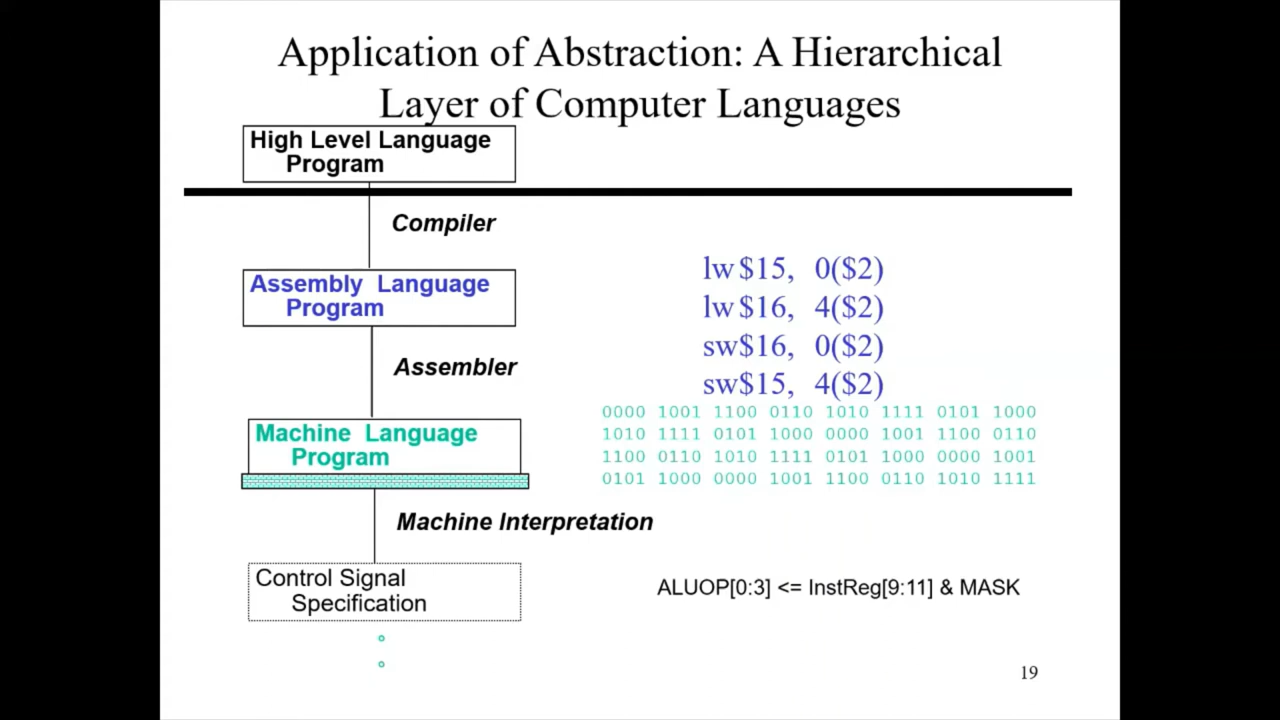 Application of Abstraction: A Hierarchical
Layer of Computer Languages
High Level Language
Program
Compiler
Assembly Language
Program
lw $15, 0($2)
lw $16, 4($2)
sw$16, 0($2)
sw$15, 4($2)
Assembler
Machine Language
Program
0000 1001 1100 0110 1010 1111 0101 1000
1010 1111 0101 1000 0000 1001 1100 0110
1100 0110 1010 1111 0101 1000 0000 1001
0101 1000 0000 1001 1100 0110 1010 1111
Machine Interpretation
Control Signal
Specification
ALUOP[0:3] <= InstReg[9:11] & MASK
19